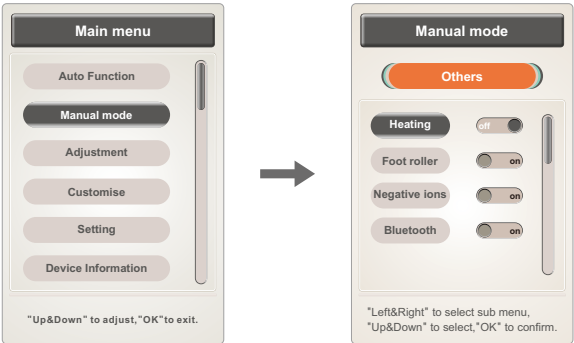 Main menu
Auto Function
Manual mode
Adjustment
Customise
Setting
Device Information
"Up&Down" to adjust,"OK"to exit.
Manual mode
Others
Heating off
Foot roller on
Negative ions on
Bluetooth on
"Left&Right" to select sub menu,
"Up&Down" to select,"OK" to confirm.